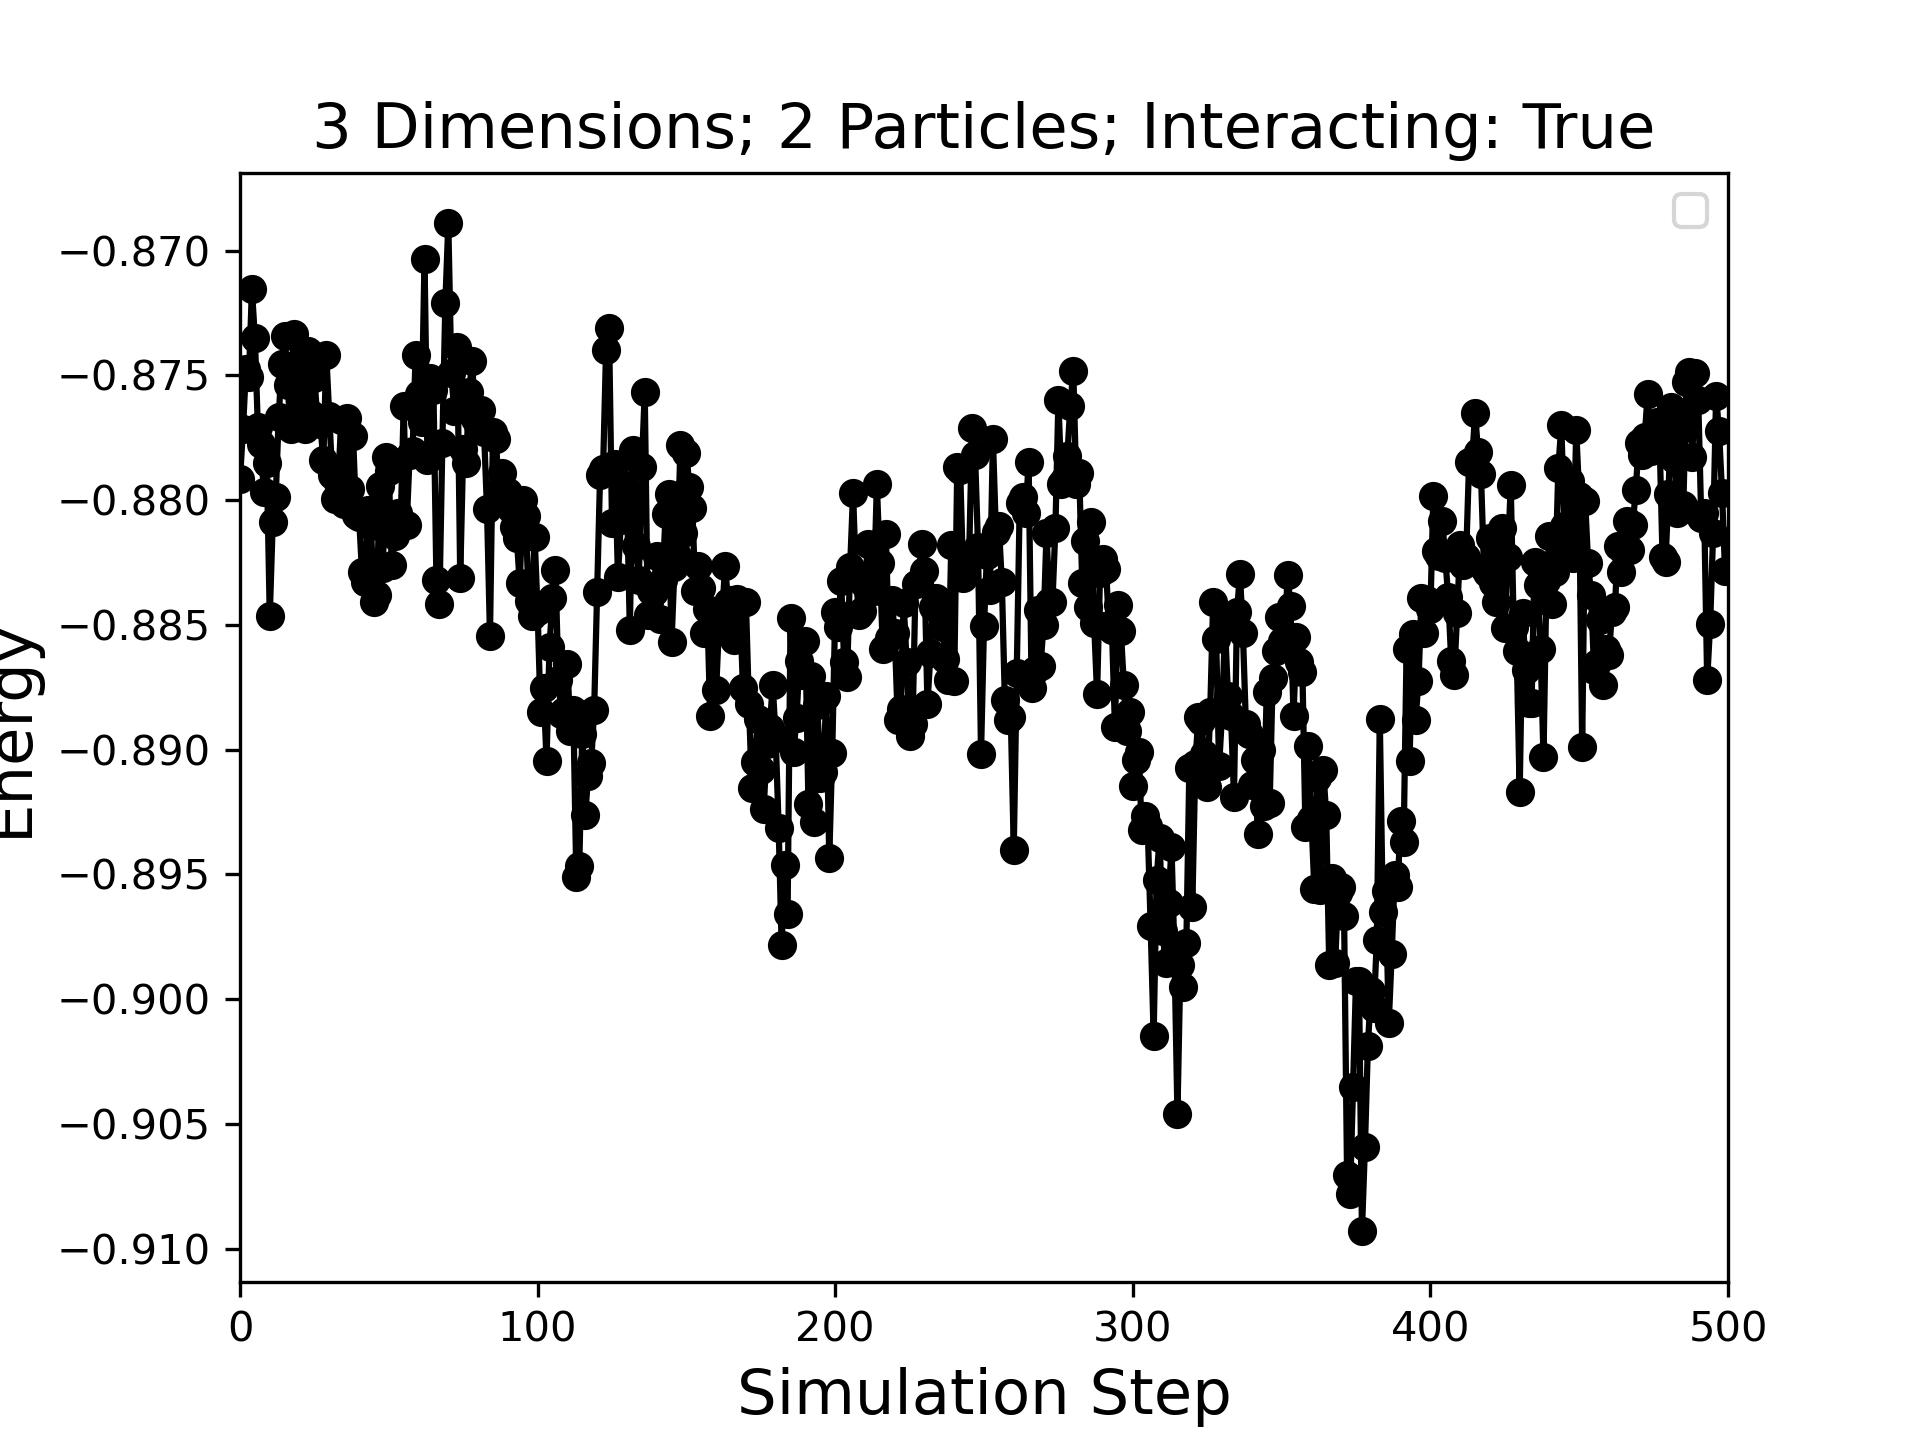 3 Dimensions; 2 Particles; Interacting: True
Energy
−0.870
−0.875
−0.880
−0.885
−0.890
−0.895
−0.900
−0.905
−0.910
0 100 200 300 400 500
Simulation Step